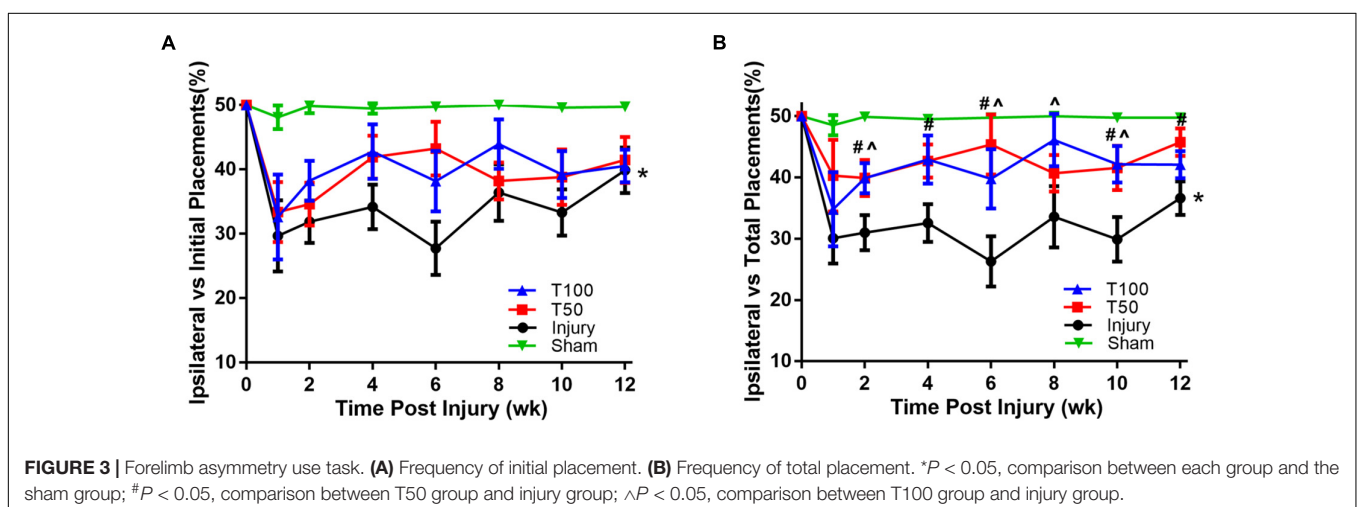 A
Ipsilateral vs Initial Placements(%)
50
40
30
20
10
*
T100
T50
Injury
Sham
0
2
4
6
8
10
12
Time Post Injury (wk)
B
Ipsilateral vs Total Placements(%)
50
40
30
20
10
# ^
#
# ^
^
# ^
#
*
T100
T50
Injury
Sham
0
2
4
6
8
10
12
Time Post Injury (wk)
FIGURE 3 | Forelimb asymmetry use task. (A) Frequency of initial placement. (B) Frequency of total placement. *P < 0.05, comparison between each group and the
sham group; #P < 0.05, comparison between T50 group and injury group; ∧P < 0.05, comparison between T100 group and injury group.